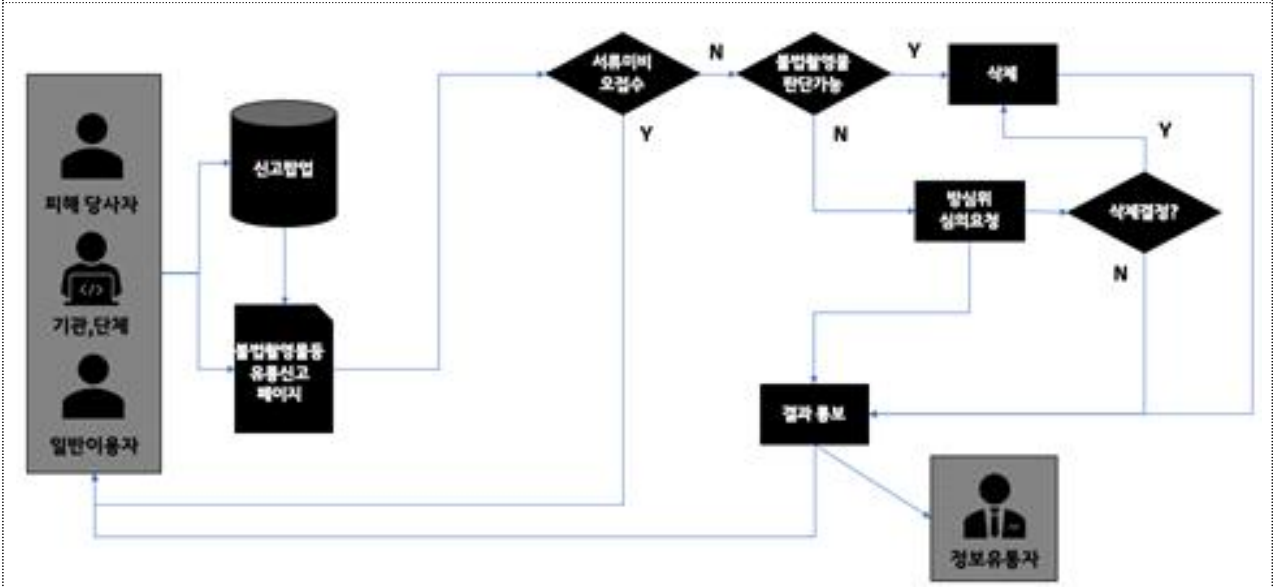 피해 당사자
기관,단체
일반이용자
신고팝업
불법촬영물등
유통신고
페이지
서류미비
오접수
N
Y
불법촬영물
판단가능
Y
N
삭제
방심위
심의요청
삭제결정?
Y
N
결과 통보
정보유통자